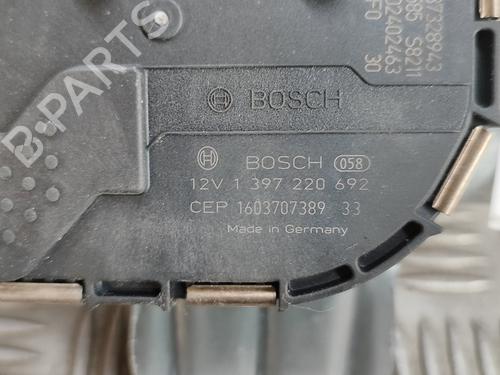 B-PARTS
BOSCH
BOSCH 058
12V 1 397 220 692
CEP 1603707389 33
Made in Germany